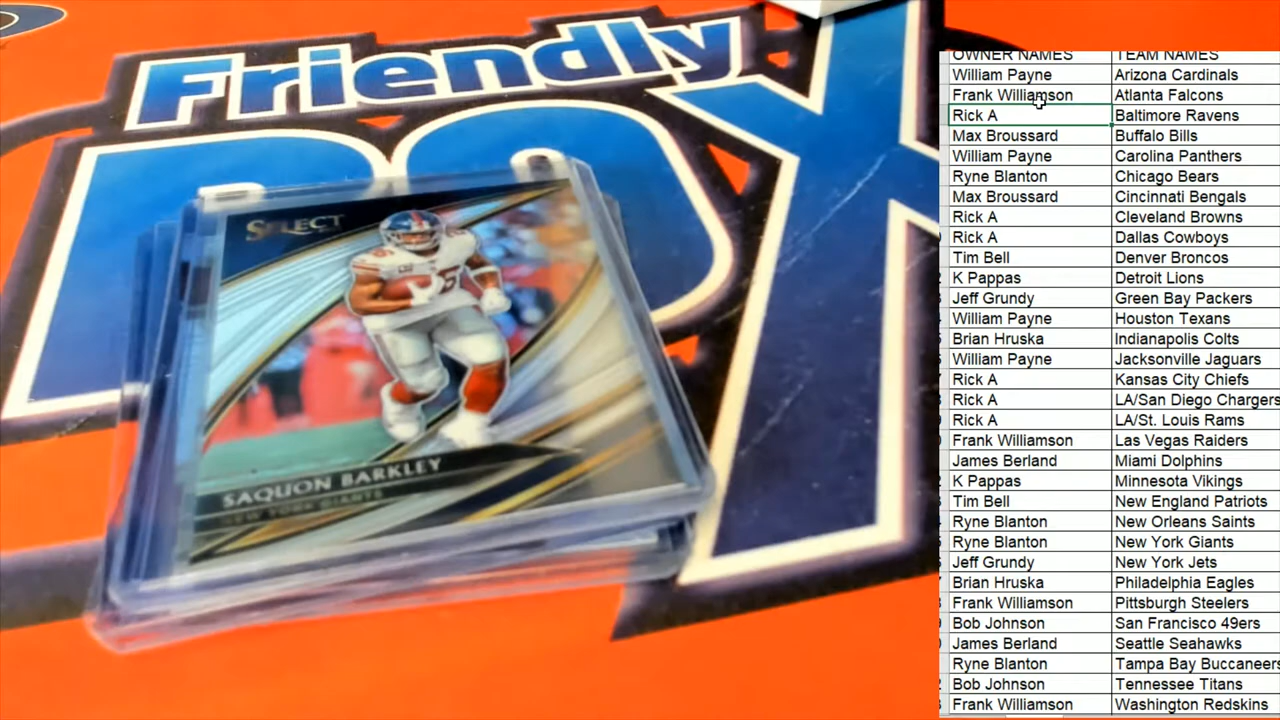 Friendly
BOX
SELECT
SAQUON BARKLEY
OWNER NAMES TEAM NAMES
William Payne Arizona Cardinals
Frank Williamson Atlanta Falcons
Rick A Baltimore Ravens
Max Broussard Buffalo Bills
William Payne Carolina Panthers
Ryne Blanton Chicago Bears
Max Broussard Cincinnati Bengals
Rick A Cleveland Browns
Rick A Dallas Cowboys
Tim Bell Denver Broncos
K Pappas Detroit Lions
Jeff Grundy Green Bay Packers
William Payne Houston Texans
Brian Hruska Indianapolis Colts
William Payne Jacksonville Jaguars
Rick A Kansas City Chiefs
Rick A LA/San Diego Chargers
Rick A LA/St. Louis Rams
Frank Williamson Las Vegas Raiders
James Berland Miami Dolphins
K Pappas Minnesota Vikings
Tim Bell New England Patriots
Ryne Blanton New Orleans Saints
Ryne Blanton New York Giants
Jeff Grundy New York Jets
Brian Hruska Philadelphia Eagles
Frank Williamson Pittsburgh Steelers
Bob Johnson San Francisco 49ers
James Berland Seattle Seahawks
Ryne Blanton Tampa Bay Buccaneers
Bob Johnson Tennessee Titans
Frank Williamson Washington Redskins